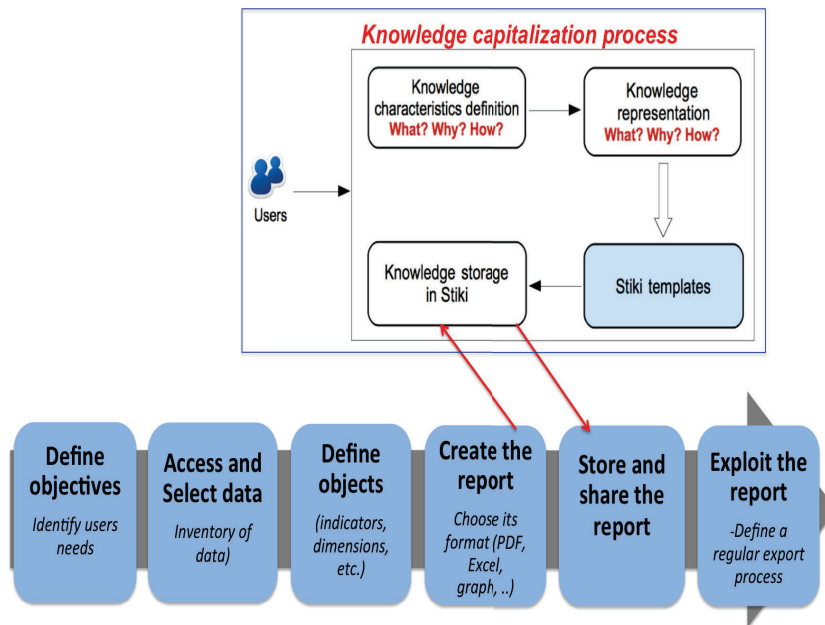 Knowledge capitalization process
Knowledge
characteristics definition
What? Why? How?
Knowledge
representation
What? Why? How?
Users
Knowledge storage
in Stiki
Stiki templates
Define
objectives
Identify users
needs
Access and
Select data
Inventory of
data)
Define
objects
(indicators,
dimensions,
etc.)
Create the
report
Choose its
format (PDF,
Excel,
graph, ..)
Store and
share the
report
Exploit the
report
-Define a
regular export
process